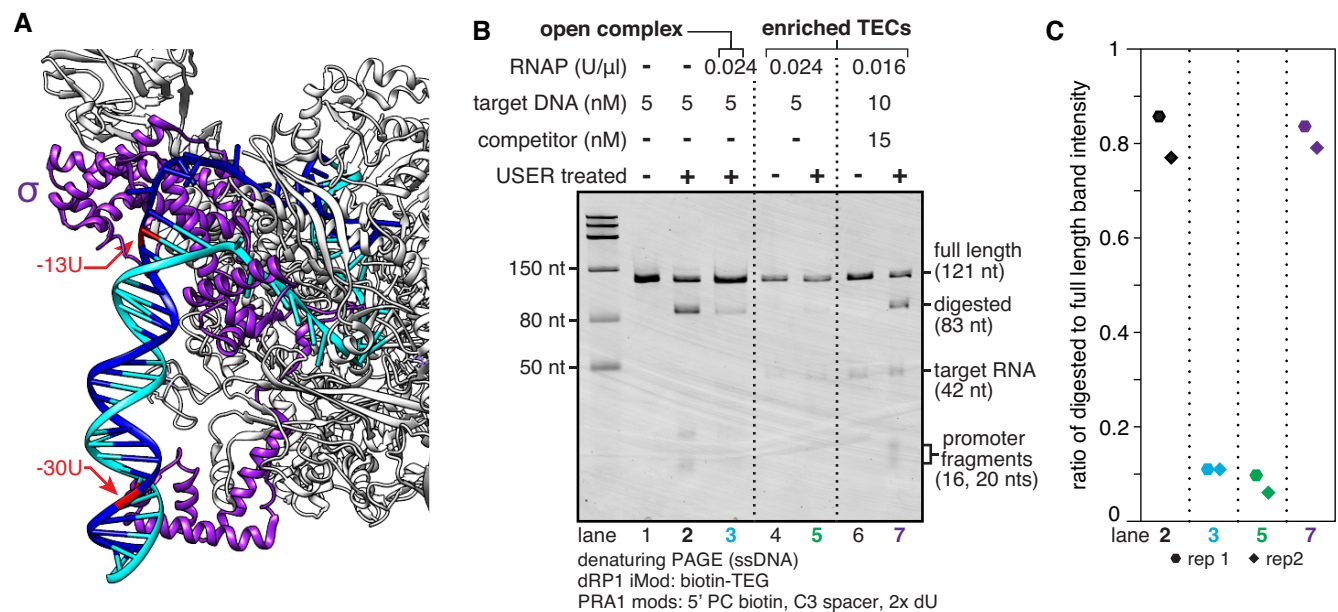 A
σ
-13U
-30U
B
open complex enriched TECs
RNAP (U/µl) - - 0.024 0.024 0.016
target DNA (nM) 5 5 5 5 10
competitor (nM) - - - - 15
USER treated - + + - + - +
150 nt
80 nt
50 nt
full length
(121 nt)
digested
(83 nt)
target RNA
(42 nt)
promoter
fragments
(16, 20 nts)
lane 1 2 3 4 5 6 7
denaturing PAGE (ssDNA)
dRP1 iMod: biotin-TEG
PRA1 mods: 5' PC biotin, C3 spacer, 2x dU
C
ratio of digested to full length band intensity
1
0.8
0.6
0.4
0.2
0
lane 2 3 5 7
rep 1 rep2